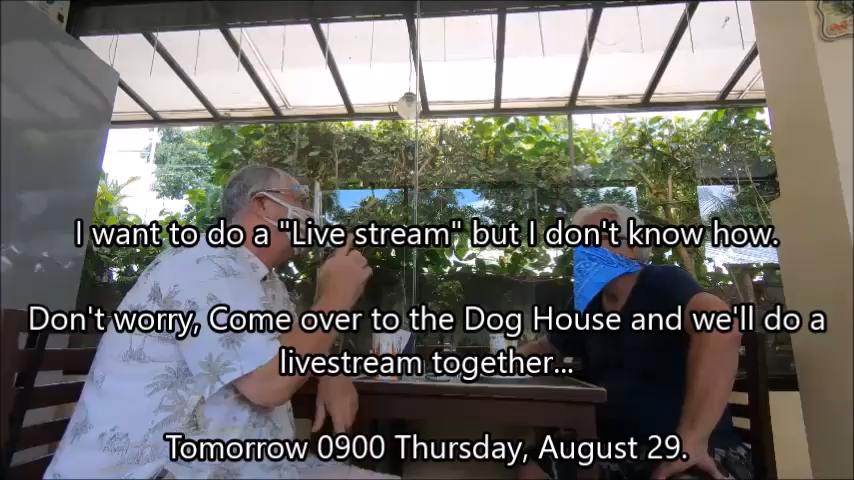 I want to do a "Live stream" but I don't know how.
Don't worry, Come over to the Dog House and we'll do a
livestream together...
Tomorrow 0900 Thursday, August 29.